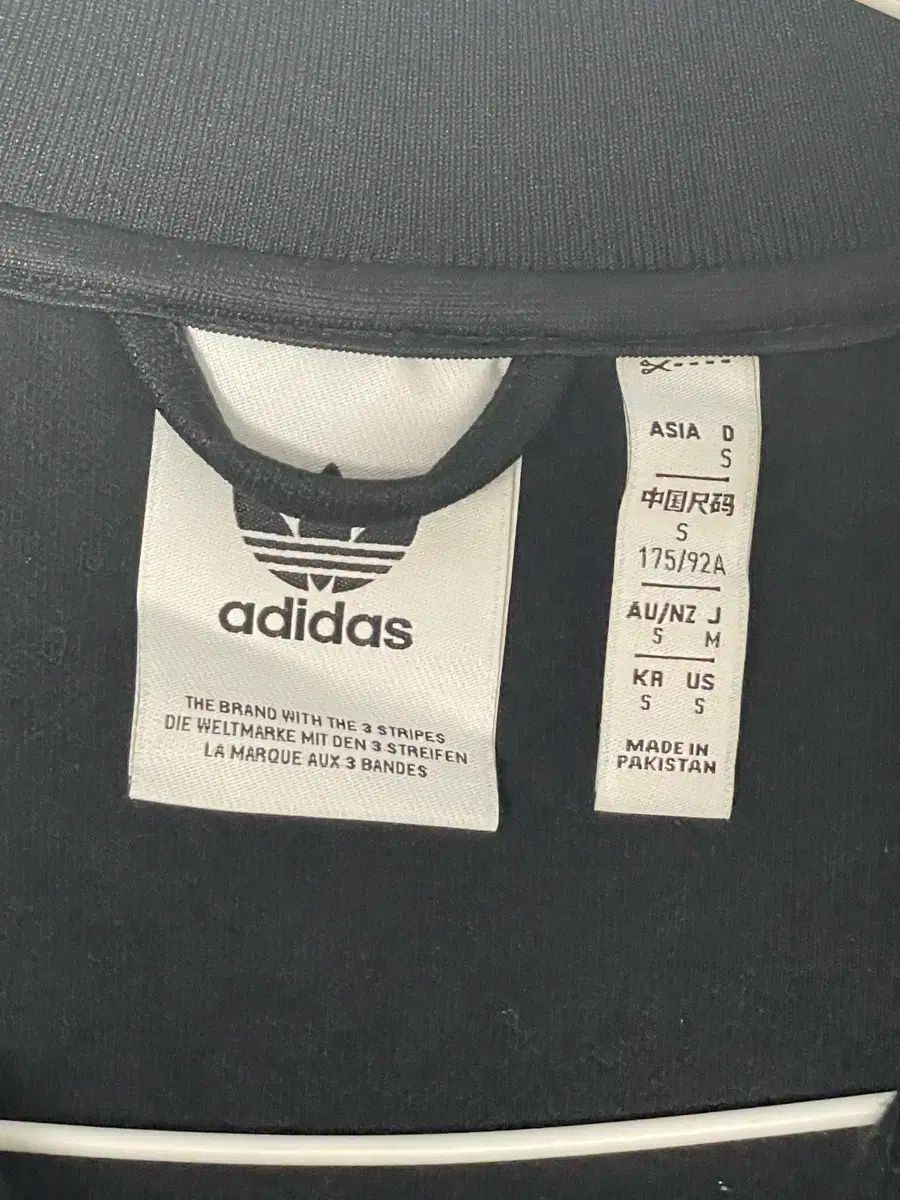 adidas
THE BRAND WITH THE 3 STRIPES
DIE WELTMARKE MIT DEN 3 STREIFEN
LA MARQUE AUX 3 BANDES
ASIA D
S
中国尺码
S
175/92A
AU/NZ J
S M
KR US
S S
MADE IN
PAKISTAN